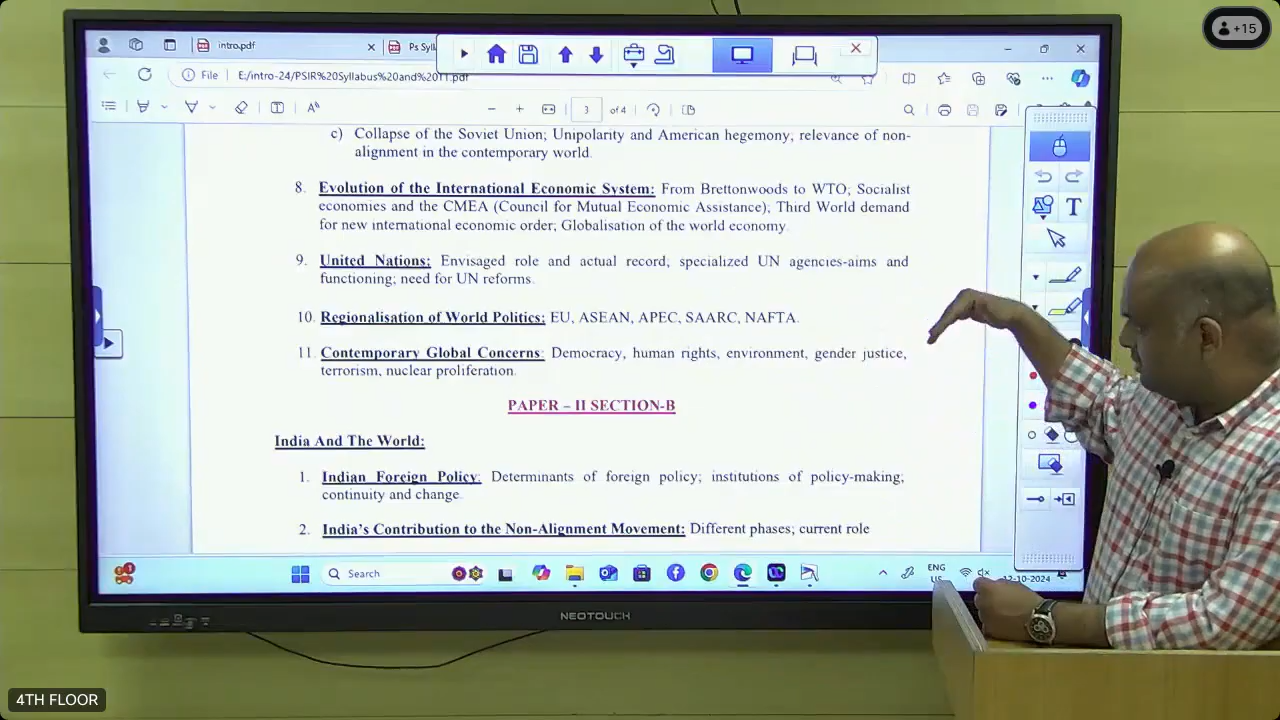 +15
intro.pdf
Ps Syll
File
E:/intro-24/PSIR%20Syllabus%20and%20T1.pdf
3 of 4
c) Collapse of the Soviet Union; Unipolarity and American hegemony; relevance of non-
alignment in the contemporary world.
8. Evolution of the International Economic System: From Brettonwoods to WTO; Socialist
economies and the CMEA (Council for Mutual Economic Assistance); Third World demand
for new international economic order; Globalisation of the world economy.
9. United Nations: Envisaged role and actual record; specialized UN agencies-aims and
functioning; need for UN reforms.
10. Regionalisation of World Politics: EU, ASEAN, APEC, SAARC, NAFTA.
11. Contemporary Global Concerns: Democracy, human rights, environment, gender justice,
terrorism, nuclear proliferation.
PAPER – II SECTION-B
India And The World:
1. Indian Foreign Policy: Determinants of foreign policy; institutions of policy-making;
continuity and change.
2. India's Contribution to the Non-Alignment Movement: Different phases; current role
T
Search
ENG
US
12-10-2024
NEOTOUCH
4TH FLOOR